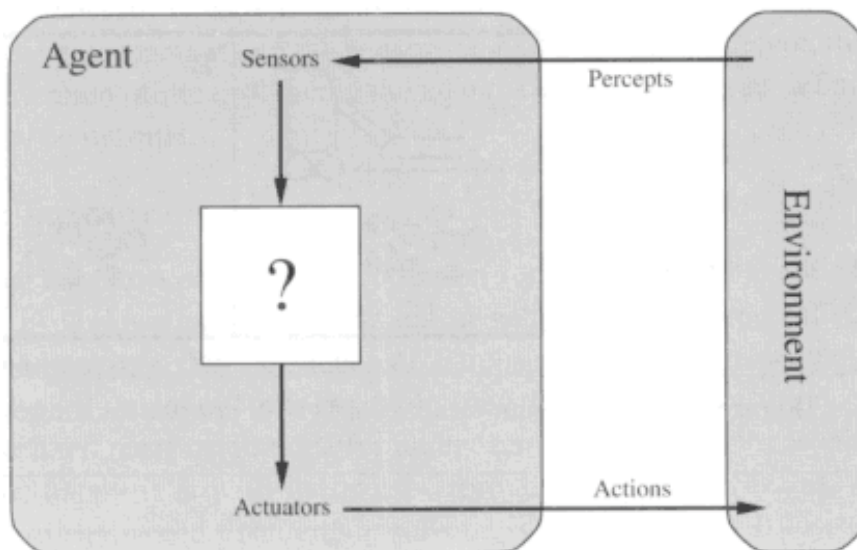 Agent
Sensors
Percepts
?
Environment
Actuators
Actions